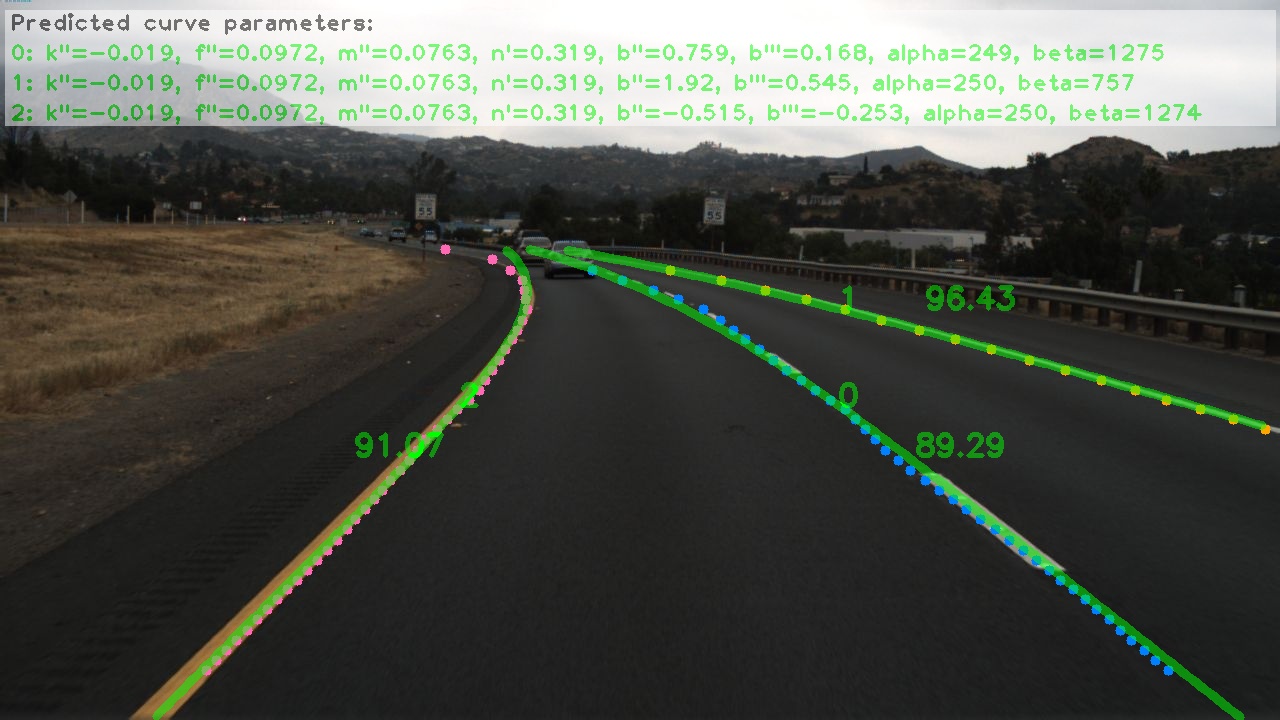 Predicted curve parameters:
0: k''=-0.019, f''=0.0972, m''=0.0763, n'=0.319, b''=0.759, b'''=0.168, alpha=249, beta=1275
1: k''=-0.019, f''=0.0972, m''=0.0763, n'=0.319, b''=1.92, b'''=0.545, alpha=250, beta=757
2: k''=-0.019, f''=0.0972, m''=0.0763, n'=0.319, b''=-0.515, b'''=-0.253, alpha=250, beta=1274
55
55
1 96.43
2
0
91.07
89.29